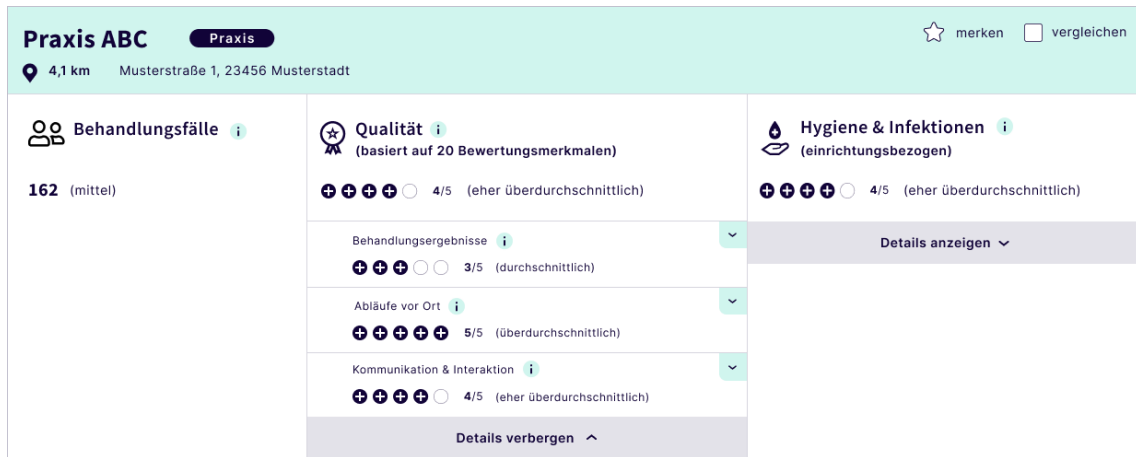 Praxis ABC Praxis merken vergleichen
4,1 km Musterstraße 1, 23456 Musterstadt
Behandlungsfälle i
162 (mittel)
Qualität i
(basiert auf 20 Bewertungsmerkmalen)
4/5 (eher überdurchschnittlich)
Behandlungsergebnisse i
3/5 (durchschnittlich)
Abläufe vor Ort i
5/5 (überdurchschnittlich)
Kommunikation & Interaktion i
4/5 (eher überdurchschnittlich)
Details verbergen
Hygiene & Infektionen i
(einrichtungsbezogen)
4/5 (eher überdurchschnittlich)
Details anzeigen